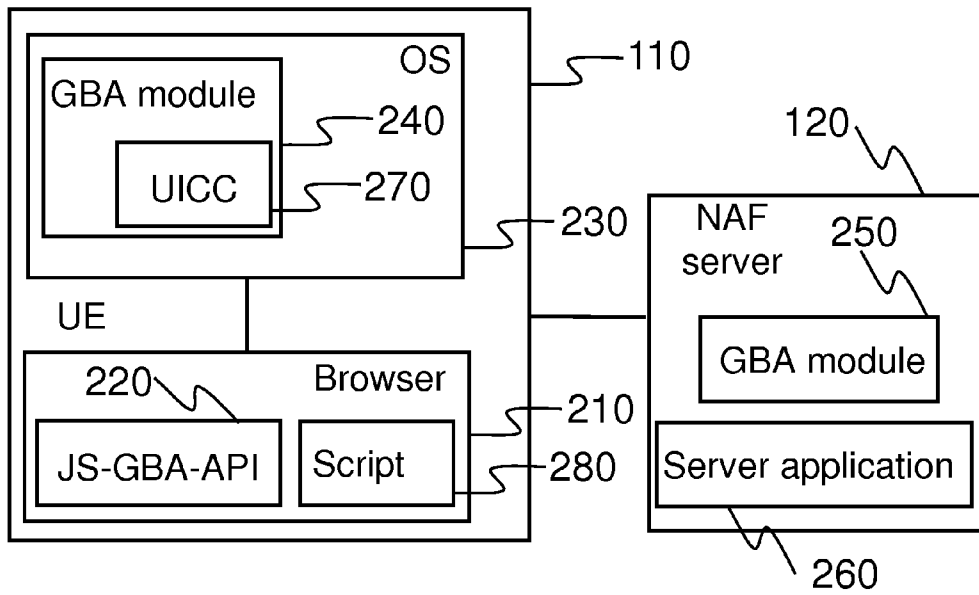 OS
110
GBA module
240
120
UICC
270
NAF
server
250
230
UE
GBA module
Browser
220
210
JS-GBA-API
Script
280
Server application
260